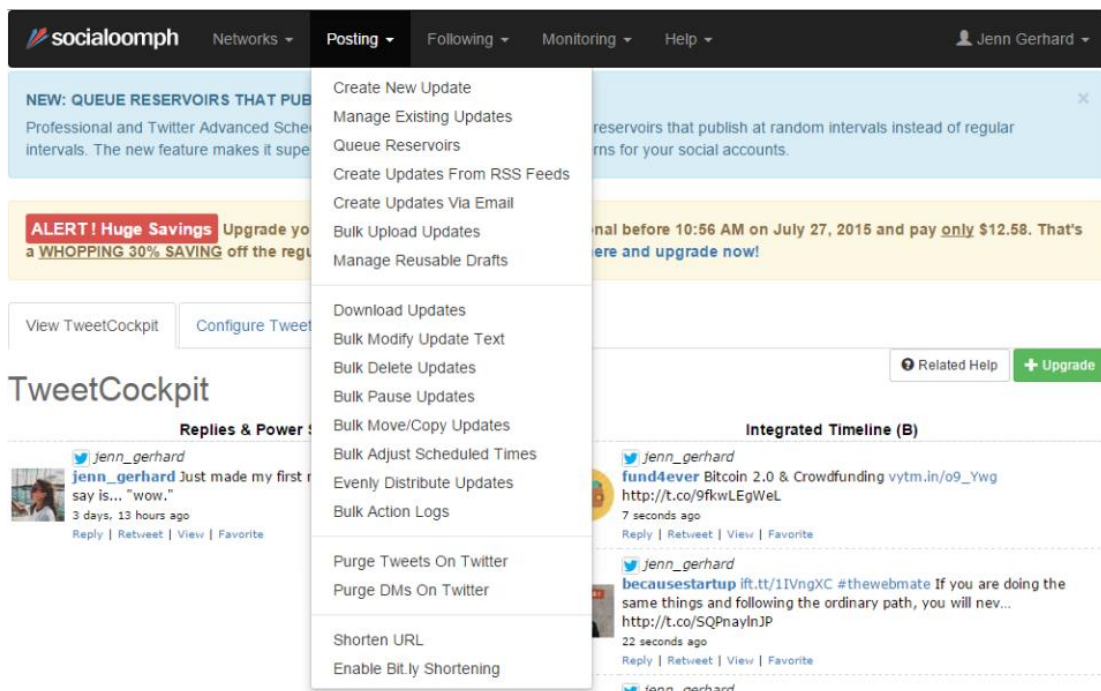 socialoomph Networks Posting Following Monitoring Help Jenn Gerhard
Create New Update
Manage Existing Updates
Queue Reservoirs
Create Updates From RSS Feeds
Create Updates Via Email
Bulk Upload Updates
Manage Reusable Drafts
Download Updates
Bulk Modify Update Text
Bulk Delete Updates
Bulk Pause Updates
Bulk Move/Copy Updates
Bulk Adjust Scheduled Times
Evenly Distribute Updates
Bulk Action Logs
Purge Tweets On Twitter
Purge DMs On Twitter
Shorten URL
Enable Bit.ly Shortening
NEW: QUEUE RESERVOIRS THAT PUB
×
Professional and Twitter Advanced Sche reservoirs that publish at random intervals instead of regular
intervals. The new feature makes it supe rns for your social accounts.
ALERT! Huge Savings Upgrade yo nal before 10:56 AM on July 27, 2015 and pay only $12.58. That's
a WHOPPING 30% SAVING off the regu ere and upgrade now!
View TweetCockpit Configure Tweet
Related Help + Upgrade
TweetCockpit
Replies & Power
jenn_gerhard
jenn_gerhard Just made my first
say is... "wow."
3 days, 13 hours ago
Reply | Retweet | View | Favorite
Integrated Timeline (B)
jenn_gerhard
fund4ever Bitcoin 2.0 & Crowdfunding vytm.in/o9_Ywg
http://t.co/9fkwLEgWeL
7 seconds ago
Reply | Retweet | View | Favorite
jenn_gerhard
becausestartup ift.tt/1IVngXC #thewebmate If you are doing the
same things and following the ordinary path, you will nev...
http://t.co/SQPnaylnJP
22 seconds ago
Reply | Retweet | View | Favorite
jenn_gerhard